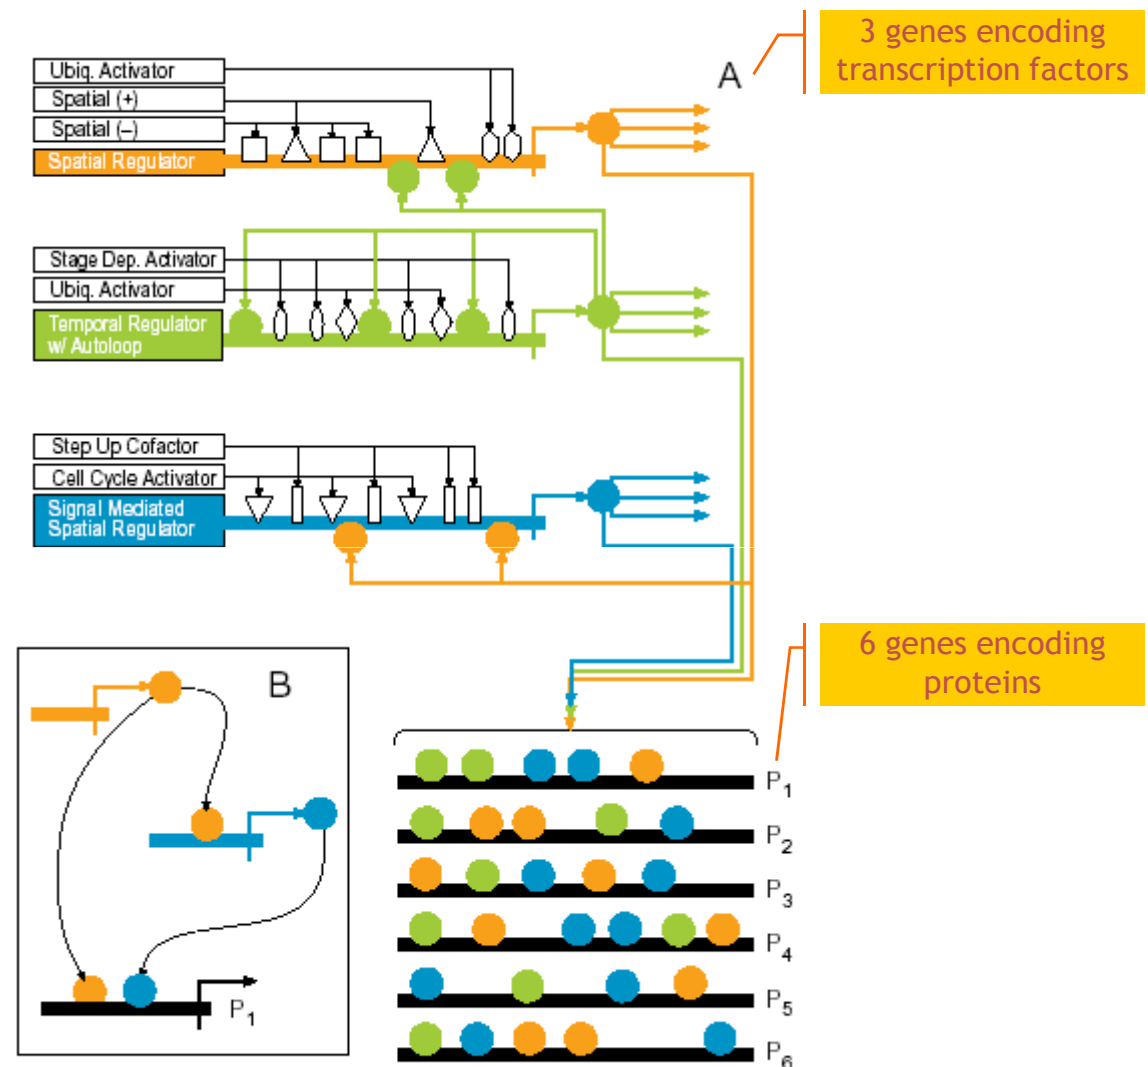 3 genes encoding
transcription factors
A
Ubiq. Activator
Spatial (+)
Spatial (–)
Spatial Regulator
Stage Dep. Activator
Ubiq. Activator
Temporal Regulator
w/ Autoloop
Step Up Cofactor
Cell Cycle Activator
Signal Mediated
Spatial Regulator
6 genes encoding
proteins
B
P1
P1
P2
P3
P4
P5
P6